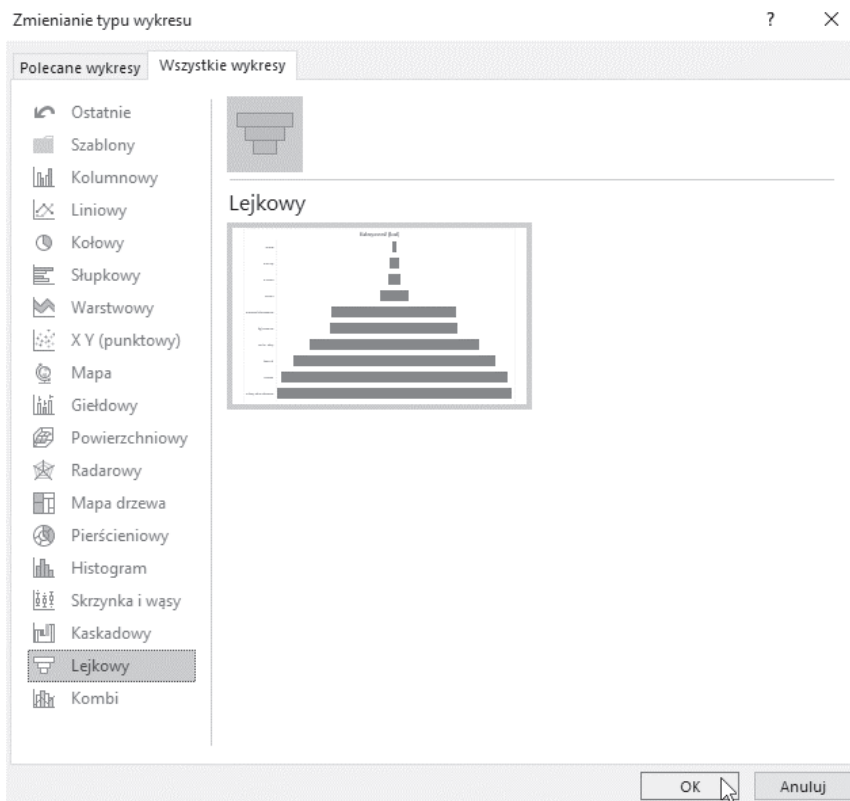 Zmienianie typu wykresu
?
Polecane wykresy
Wszystkie wykresy
Ostatnie
Szablony
Kolumnowy
Liniowy
Kołowy
Słupkowy
Warstwowy
X Y (punktowy)
Mapa
Giełdowy
Powierzchniowy
Radarowy
Mapa drzewa
Pierścieniowy
Histogram
Skrzynka i wąsy
Kaskadowy
Lejkowy
Kombi
Lejkowy
OK
Anuluj